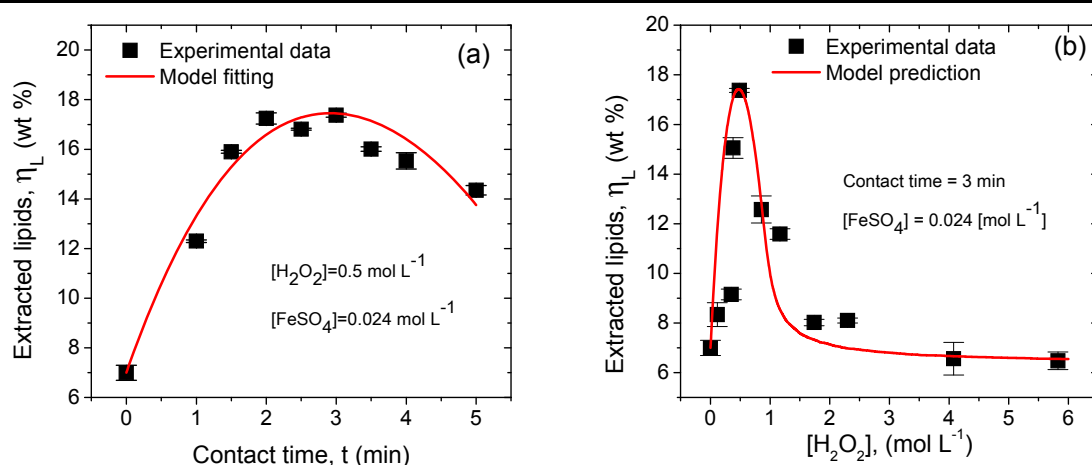 (a)
Experimental data
Model fitting
[H₂O₂]=0.5 mol L⁻¹
[FeSO₄]=0.024 mol L⁻¹
Extracted lipids, η_L (wt %)
20
18
16
14
12
10
8
6
0 1 2 3 4 5
Contact time, t (min)
(b)
Experimental data
Model prediction
Contact time = 3 min
[FeSO₄] = 0.024 [mol L⁻¹]
Extracted lipids, η_L (wt %)
20
18
16
14
12
10
8
6
0 1 2 3 4 5 6
[H₂O₂], (mol L⁻¹)